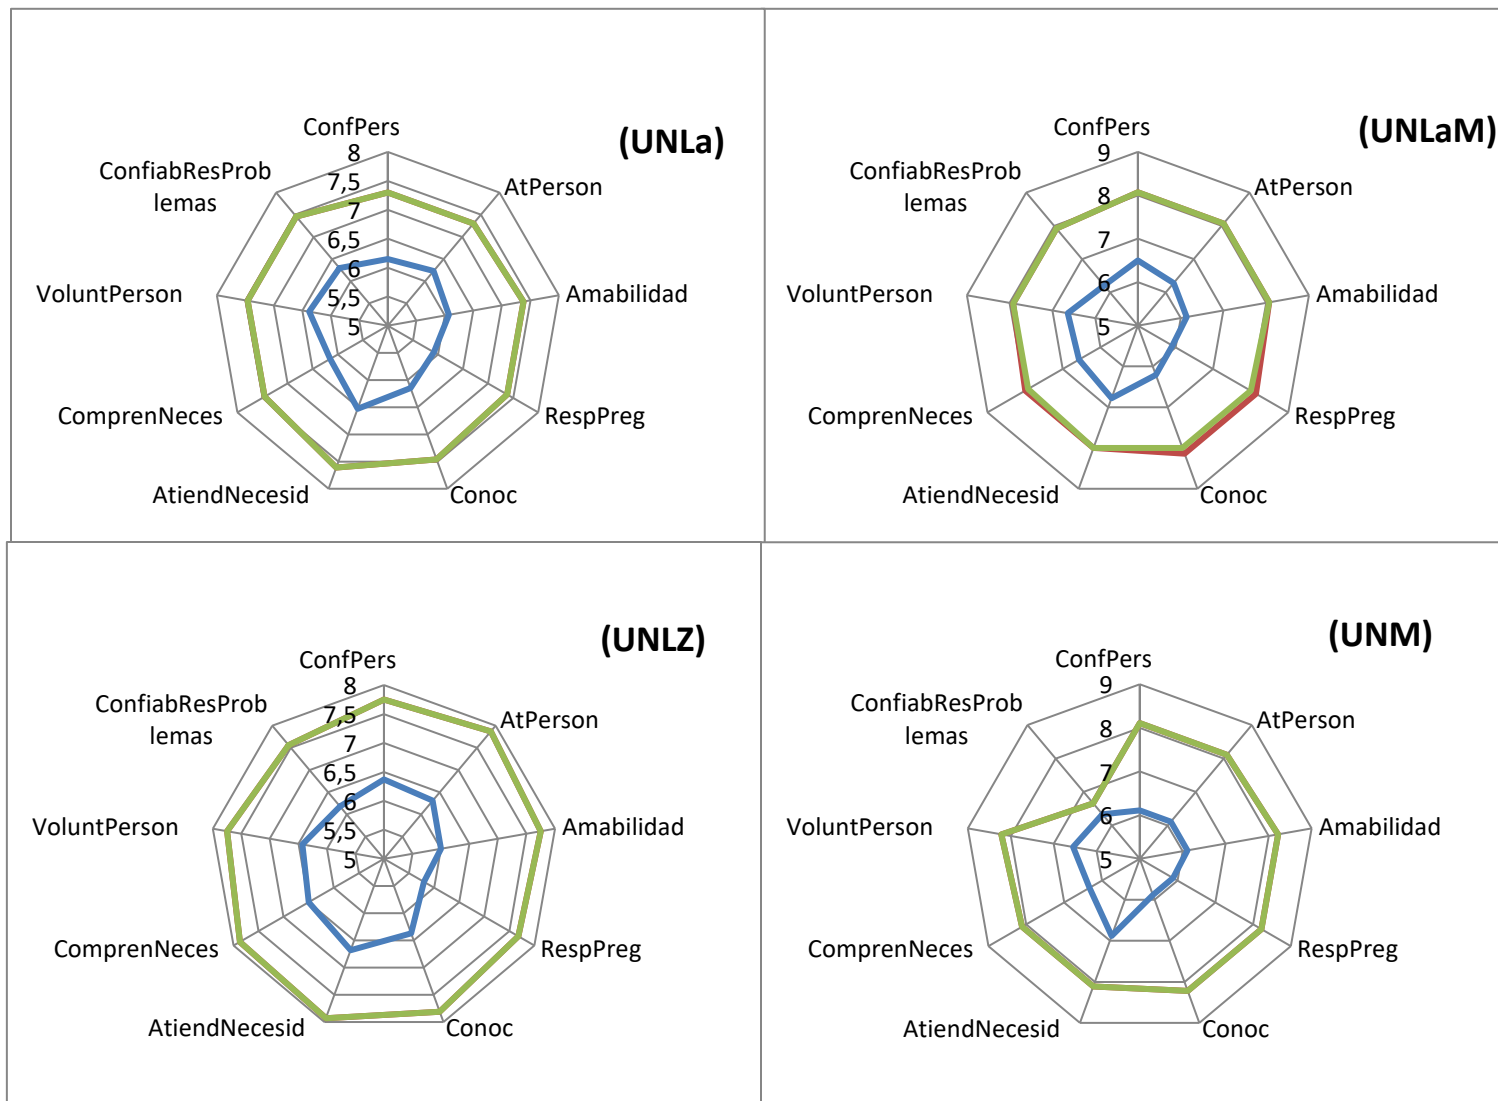 (UNLa)
ConfPers
AtPerson
Amabilidad
RespPreg
Conoc
AtiendNecesid
ComprenNeces
VoluntPerson
ConfiabResProb
lemas
8
7,5
7
6,5
6
5,5
5
(UNLaM)
ConfPers
AtPerson
Amabilidad
RespPreg
Conoc
AtiendNecesid
ComprenNeces
VoluntPerson
ConfiabResProb
lemas
9
8
7
6
5
(UNLZ)
ConfPers
AtPerson
Amabilidad
RespPreg
Conoc
AtiendNecesid
ComprenNeces
VoluntPerson
ConfiabResProb
lemas
8
7,5
7
6,5
6
5,5
5
(UNM)
ConfPers
AtPerson
Amabilidad
RespPreg
Conoc
AtiendNecesid
ComprenNeces
VoluntPerson
ConfiabResProb
lemas
9
8
7
6
5